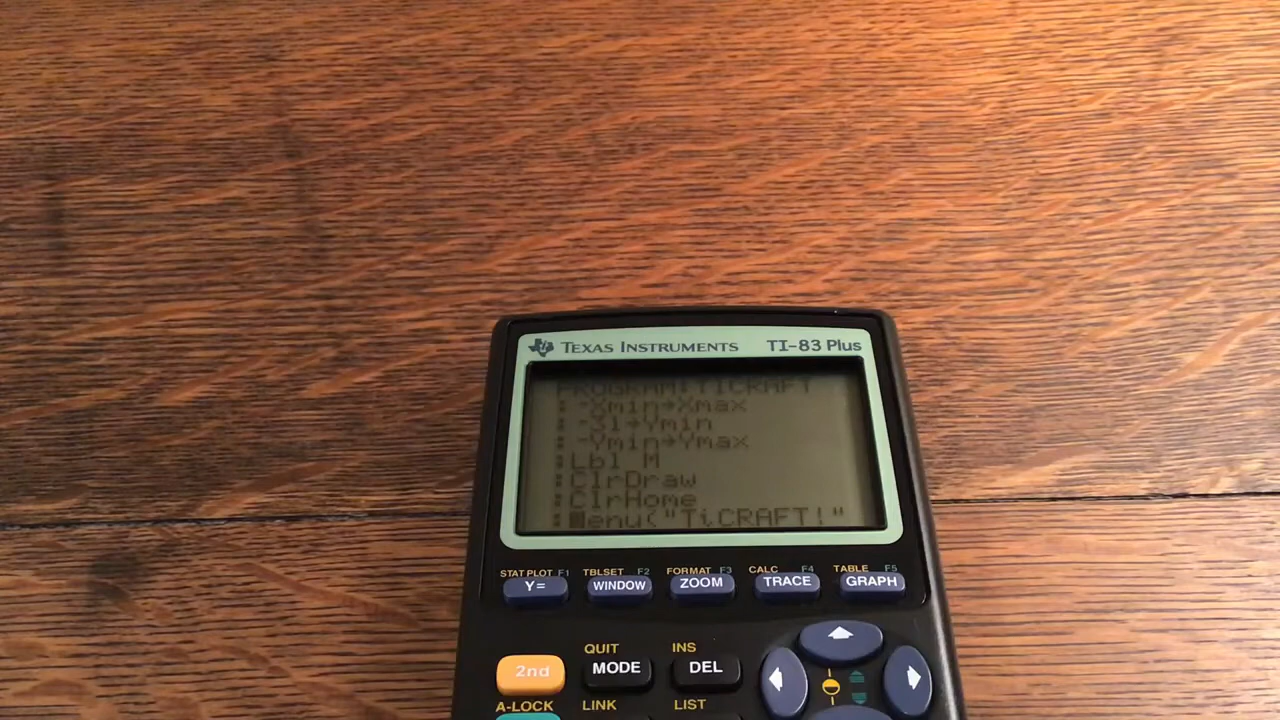 TEXAS INSTRUMENTS TI-83 Plus
PROGRAM:TICRAFT
:-Xmin→Xmax
:-31→Ymin
:-Ymin→Ymax
:Lbl M
:ClrDraw
:ClrHome
:Menu("TiCRAFT!"
STAT PLOT F1 TBLSET F2 FORMAT F3 CALC F4 TABLE F5
Y= WINDOW ZOOM TRACE GRAPH
QUIT INS
2nd MODE DEL
A-LOCK LINK LIST